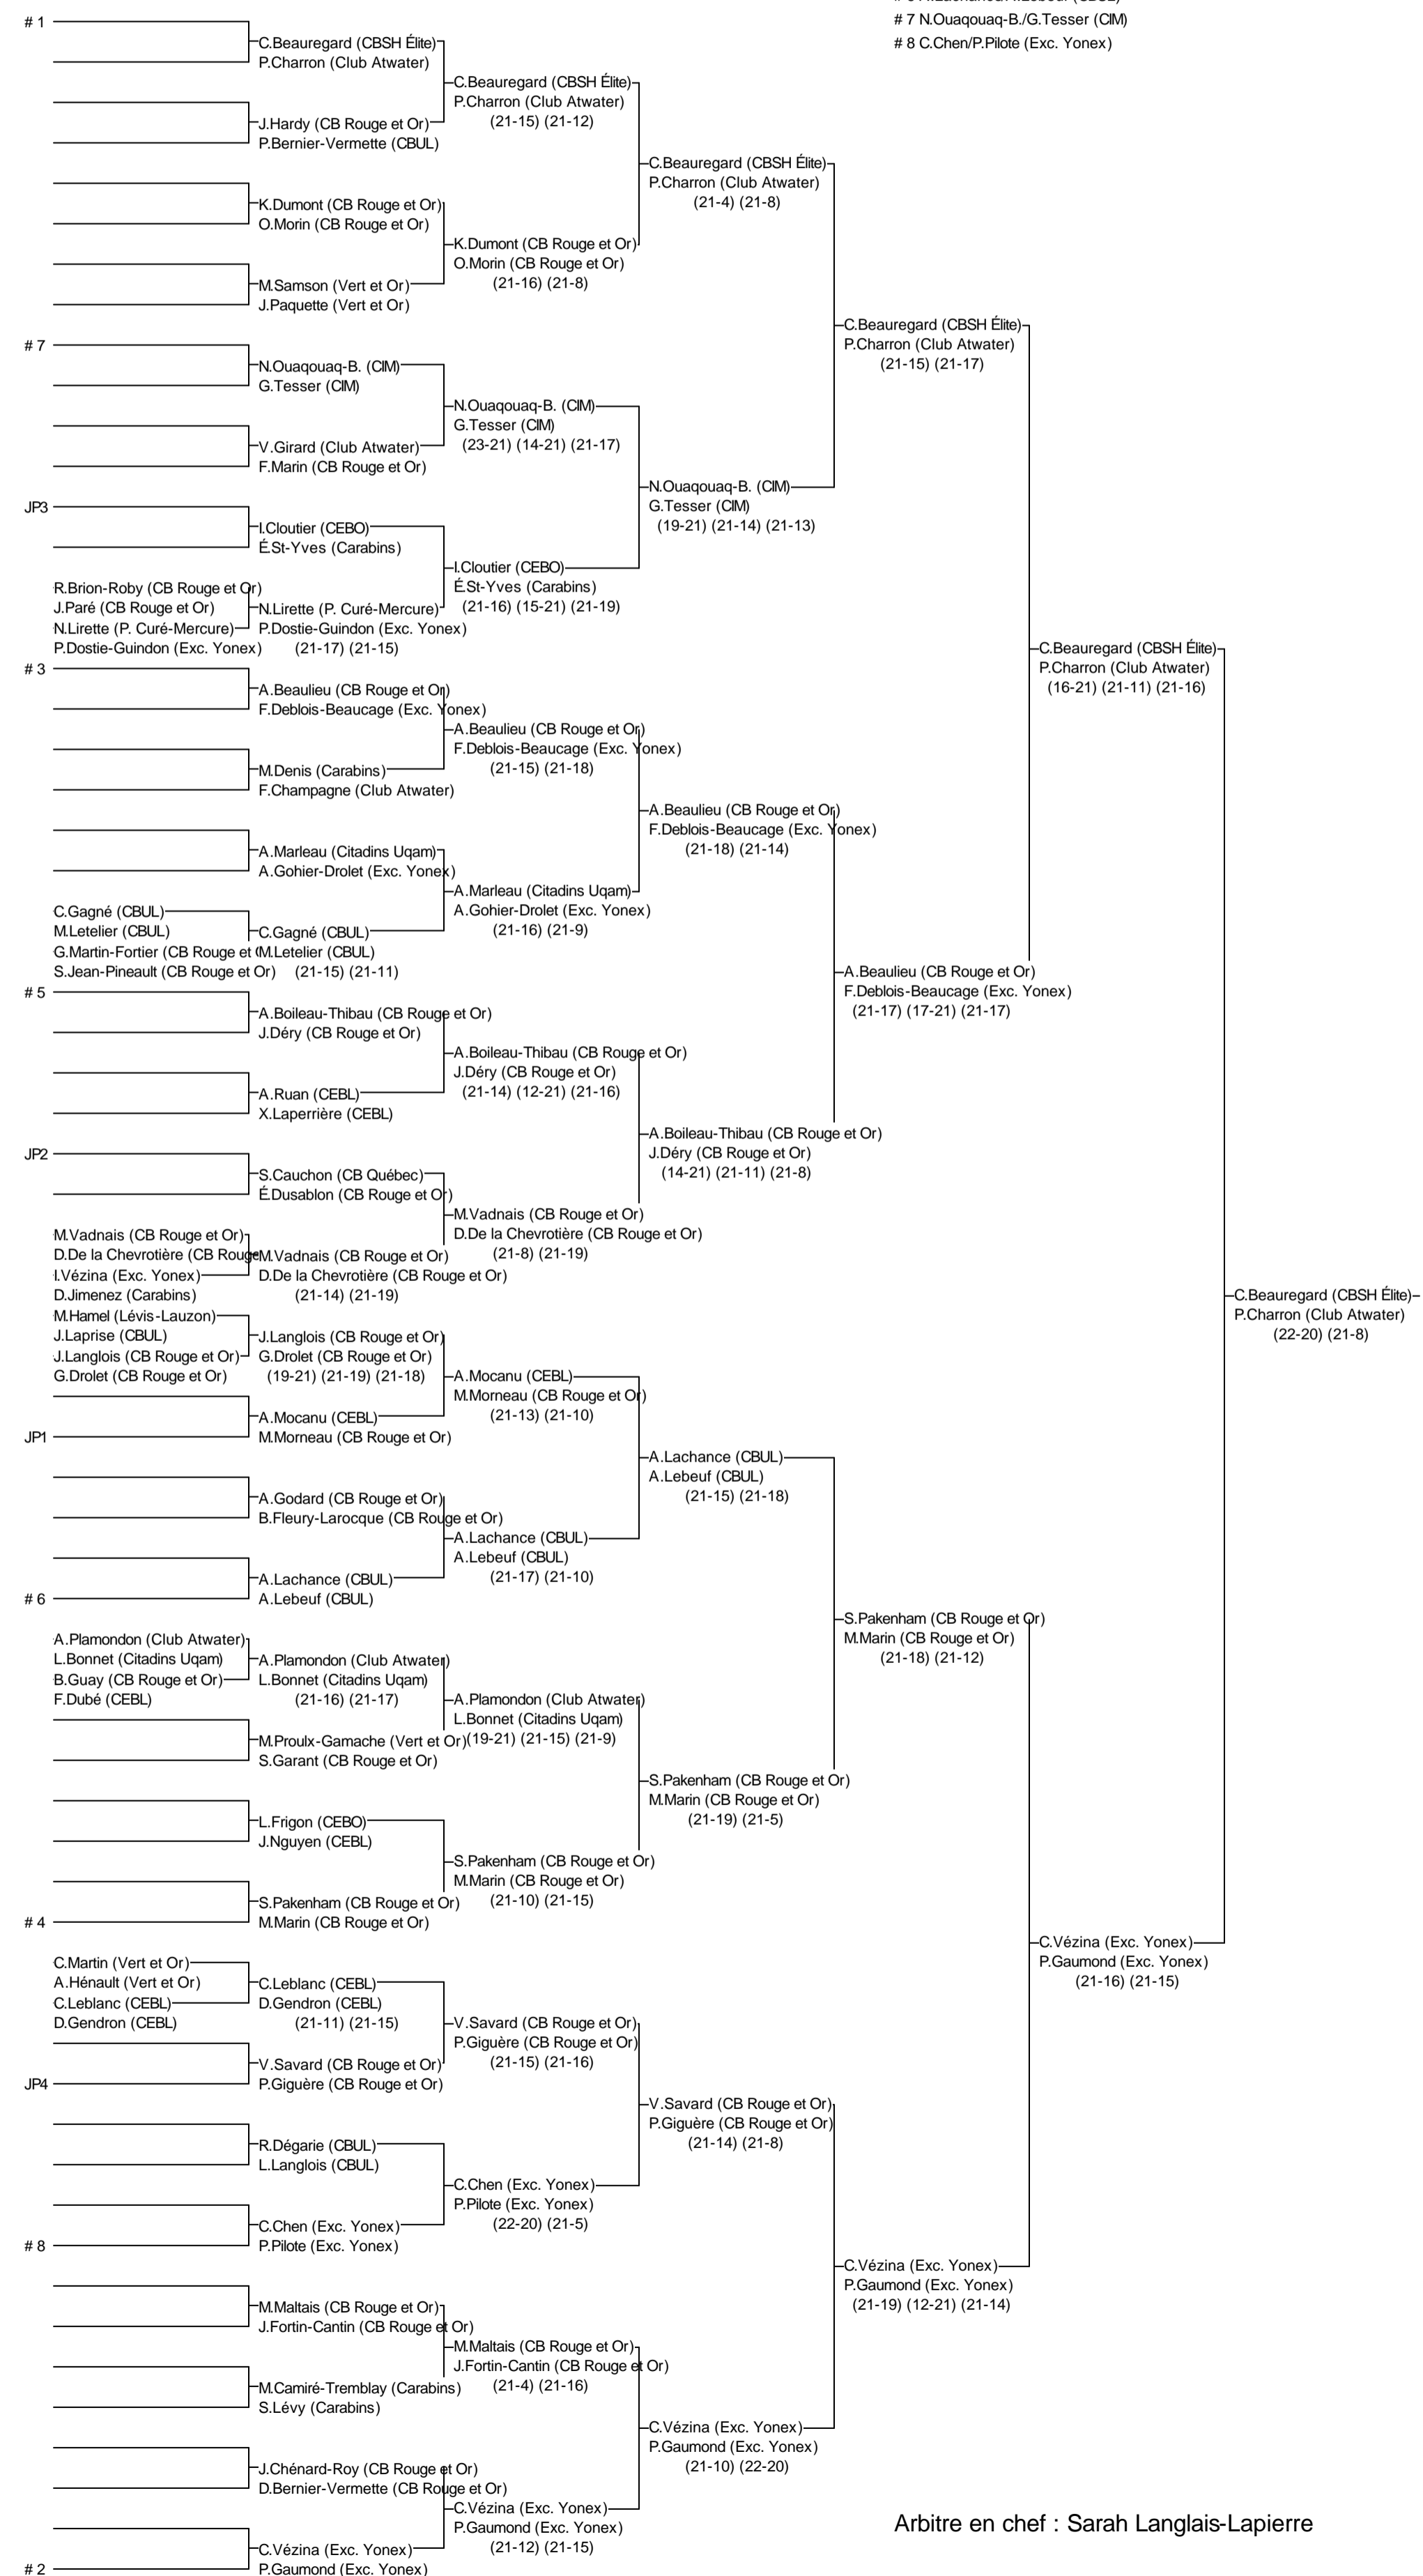 # 7 N.Ouaqouaq-B./G.Tesser (CIM)
# 8 C.Chen/P.Pilote (Exc. Yonex)
# 1
C.Beauregard (CBSH Élite)
P.Charron (Club Atwater)
C.Beauregard (CBSH Élite)
P.Charron (Club Atwater)
(21-15) (21-12)
J.Hardy (CB Rouge et Or)
P.Bernier-Vermette (CBUL)
C.Beauregard (CBSH Élite)
P.Charron (Club Atwater)
(21-4) (21-8)
K.Dumont (CB Rouge et Or)
O.Morin (CB Rouge et Or)
K.Dumont (CB Rouge et Or)
O.Morin (CB Rouge et Or)
(21-16) (21-8)
M.Samson (Vert et Or)
J.Paquette (Vert et Or)
C.Beauregard (CBSH Élite)
P.Charron (Club Atwater)
(21-15) (21-17)
# 7
N.Ouaqouaq-B. (CIM)
G.Tesser (CIM)
N.Ouaqouaq-B. (CIM)
G.Tesser (CIM)
(23-21) (14-21) (21-17)
V.Girard (Club Atwater)
F.Marin (CB Rouge et Or)
N.Ouaqouaq-B. (CIM)
G.Tesser (CIM)
(19-21) (21-14) (21-13)
JP3
I.Cloutier (CEBO)
É.St-Yves (Carabins)
I.Cloutier (CEBO)
É.St-Yves (Carabins)
(21-16) (15-21) (21-19)
R.Brion-Roby (CB Rouge et Or)
J.Paré (CB Rouge et Or)
N.Lirette (P. Curé-Mercure)
P.Dostie-Guindon (Exc. Yonex)
N.Lirette (P. Curé-Mercure)
P.Dostie-Guindon (Exc. Yonex)
(21-17) (21-15)
C.Beauregard (CBSH Élite)
P.Charron (Club Atwater)
(16-21) (21-11) (21-16)
# 3
A.Beaulieu (CB Rouge et Or)
F.Deblois-Beaucage (Exc. Yonex)
A.Beaulieu (CB Rouge et Or)
F.Deblois-Beaucage (Exc. Yonex)
(21-15) (21-18)
M.Denis (Carabins)
F.Champagne (Club Atwater)
A.Beaulieu (CB Rouge et Or)
F.Deblois-Beaucage (Exc. Yonex)
(21-18) (21-14)
A.Marleau (Citadins Uqam)
A.Gohier-Drolet (Exc. Yonex)
A.Marleau (Citadins Uqam)
A.Gohier-Drolet (Exc. Yonex)
(21-16) (21-9)
C.Gagné (CBUL)
M.Letelier (CBUL)
G.Martin-Fortier (CB Rouge et
S.Jean-Pineault (CB Rouge et Or)
C.Gagné (CBUL)
M.Letelier (CBUL)
(21-15) (21-11)
A.Beaulieu (CB Rouge et Or)
F.Deblois-Beaucage (Exc. Yonex)
(21-17) (17-21) (21-17)
# 5
A.Boileau-Thibau (CB Rouge et Or)
J.Déry (CB Rouge et Or)
A.Boileau-Thibau (CB Rouge et Or)
J.Déry (CB Rouge et Or)
(21-14) (12-21) (21-16)
A.Ruan (CEBL)
X.Laperrière (CEBL)
A.Boileau-Thibau (CB Rouge et Or)
J.Déry (CB Rouge et Or)
(14-21) (21-11) (21-8)
JP2
S.Cauchon (CB Québec)
É.Dusablon (CB Rouge et Or)
M.Vadnais (CB Rouge et Or)
D.De la Chevrotière (CB Rouge et Or)
(21-8) (21-19)
M.Vadnais (CB Rouge et Or)
D.De la Chevrotière (CB Rouge
I.Vézina (Exc. Yonex)
D.Jimenez (Carabins)
M.Vadnais (CB Rouge et Or)
D.De la Chevrotière (CB Rouge et Or)
(21-14) (21-19)
C.Beauregard (CBSH Élite)
P.Charron (Club Atwater)
(22-20) (21-8)
M.Hamel (Lévis-Lauzon)
J.Laprise (CBUL)
J.Langlois (CB Rouge et Or)
G.Drolet (CB Rouge et Or)
J.Langlois (CB Rouge et Or)
G.Drolet (CB Rouge et Or)
(19-21) (21-19) (21-18)
A.Mocanu (CEBL)
M.Morneau (CB Rouge et Or)
(21-13) (21-10)
A.Mocanu (CEBL)
M.Morneau (CB Rouge et Or)
JP1
A.Lachance (CBUL)
A.Lebeuf (CBUL)
(21-15) (21-18)
A.Godard (CB Rouge et Or)
B.Fleury-Larocque (CB Rouge et Or)
A.Lachance (CBUL)
A.Lebeuf (CBUL)
(21-17) (21-10)
A.Lachance (CBUL)
A.Lebeuf (CBUL)
# 6
S.Pakenham (CB Rouge et Or)
M.Marin (CB Rouge et Or)
(21-18) (21-12)
A.Plamondon (Club Atwater)
L.Bonnet (Citadins Uqam)
B.Guay (CB Rouge et Or)
F.Dubé (CEBL)
A.Plamondon (Club Atwater)
L.Bonnet (Citadins Uqam)
(21-16) (21-17)
A.Plamondon (Club Atwater)
L.Bonnet (Citadins Uqam)
(19-21) (21-15) (21-9)
M.Proulx-Gamache (Vert et Or)
S.Garant (CB Rouge et Or)
S.Pakenham (CB Rouge et Or)
M.Marin (CB Rouge et Or)
(21-19) (21-5)
L.Frigon (CEBO)
J.Nguyen (CEBL)
S.Pakenham (CB Rouge et Or)
M.Marin (CB Rouge et Or)
(21-10) (21-15)
S.Pakenham (CB Rouge et Or)
M.Marin (CB Rouge et Or)
# 4
C.Vézina (Exc. Yonex)
P.Gaumond (Exc. Yonex)
(21-16) (21-15)
C.Martin (Vert et Or)
A.Hénault (Vert et Or)
C.Leblanc (CEBL)
D.Gendron (CEBL)
C.Leblanc (CEBL)
D.Gendron (CEBL)
(21-11) (21-15)
V.Savard (CB Rouge et Or)
P.Giguère (CB Rouge et Or)
(21-15) (21-16)
V.Savard (CB Rouge et Or)
P.Giguère (CB Rouge et Or)
JP4
V.Savard (CB Rouge et Or)
P.Giguère (CB Rouge et Or)
(21-14) (21-8)
R.Dégarie (CBUL)
L.Langlois (CBUL)
C.Chen (Exc. Yonex)
P.Pilote (Exc. Yonex)
(22-20) (21-5)
C.Chen (Exc. Yonex)
P.Pilote (Exc. Yonex)
# 8
C.Vézina (Exc. Yonex)
P.Gaumond (Exc. Yonex)
(21-19) (12-21) (21-14)
M.Maltais (CB Rouge et Or)
J.Fortin-Cantin (CB Rouge et Or)
M.Maltais (CB Rouge et Or)
J.Fortin-Cantin (CB Rouge et Or)
(21-4) (21-16)
M.Camiré-Tremblay (Carabins)
S.Lévy (Carabins)
C.Vézina (Exc. Yonex)
P.Gaumond (Exc. Yonex)
(21-10) (22-20)
J.Chénard-Roy (CB Rouge et Or)
D.Bernier-Vermette (CB Rouge et Or)
C.Vézina (Exc. Yonex)
P.Gaumond (Exc. Yonex)
(21-12) (21-15)
C.Vézina (Exc. Yonex)
P.Gaumond (Exc. Yonex)
# 2
Arbitre en chef : Sarah Langlais-Lapierre